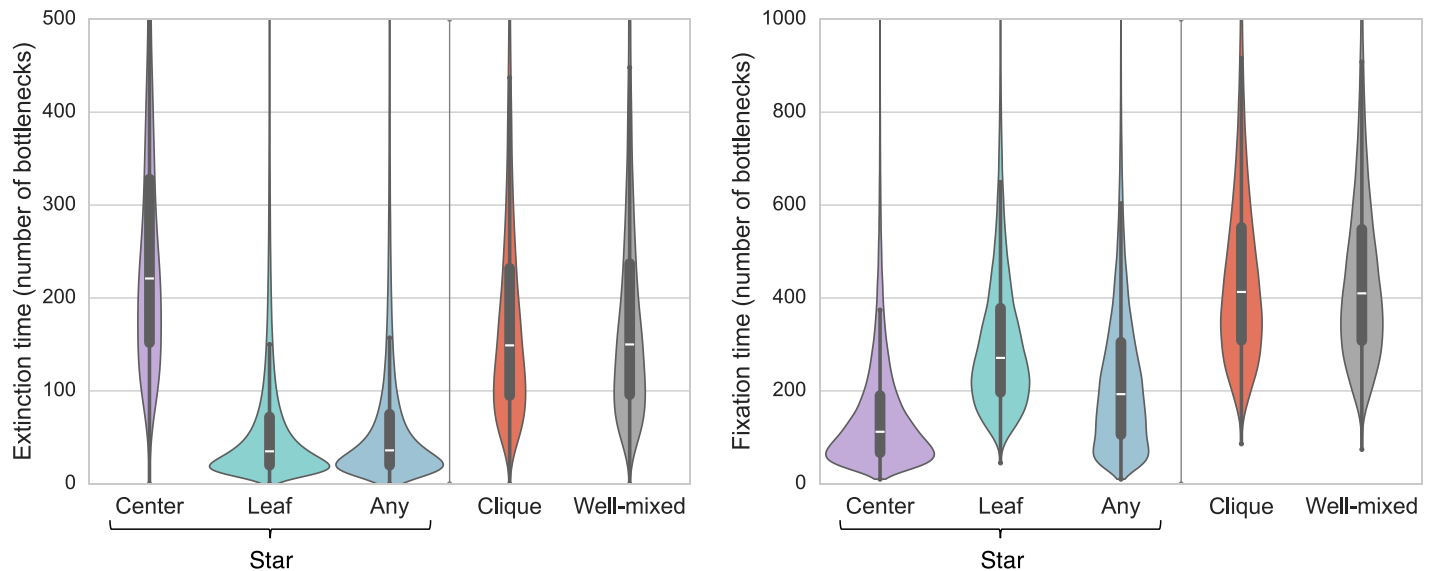 Extinction time (number of bottlenecks)
500
400
300
200
100
0
Center Leaf Any Clique Well-mixed
Star
Fixation time (number of bottlenecks)
1000
800
600
400
200
0
Center Leaf Any Clique Well-mixed
Star